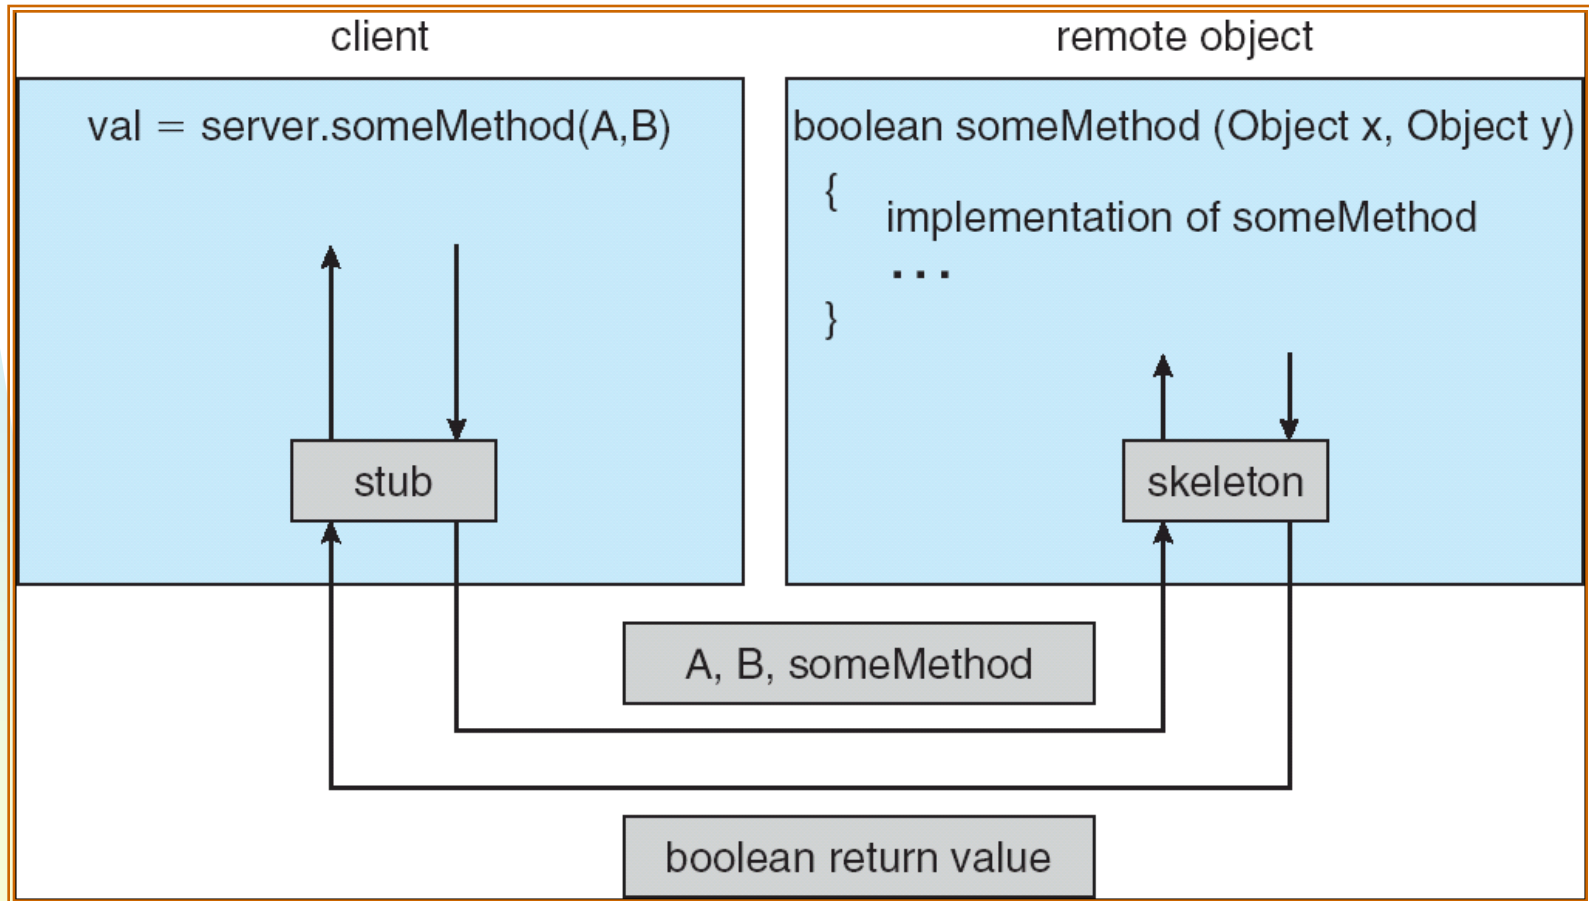 client
val = server.someMethod(A,B)
stub
remote object
boolean someMethod (Object x, Object y)
{
implementation of someMethod
...
}
skeleton
A, B, someMethod
boolean return value